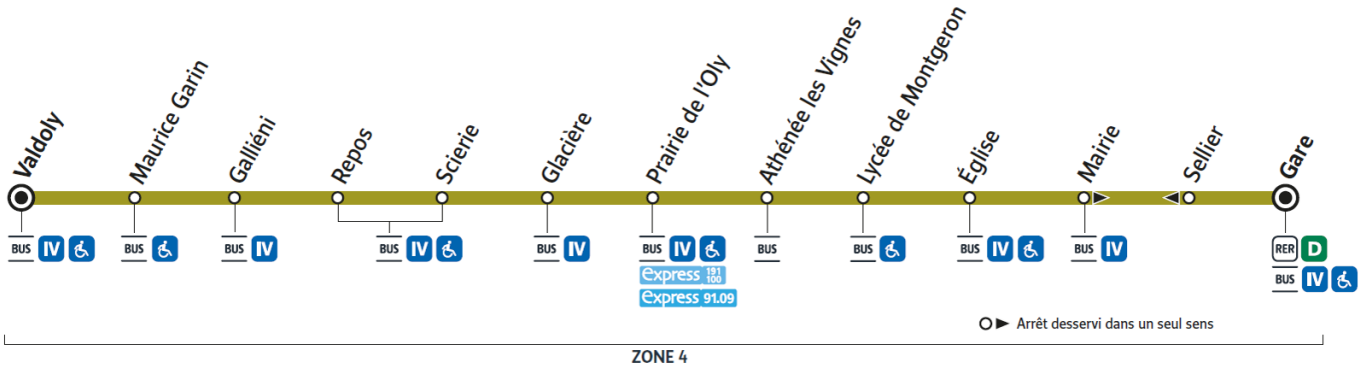 Valdoly
Maurice Garin
Galliéni
Repos
Scierie
Glacière
Prairie de l'Oly
Athénée les Vignes
Lycée de Montgeron
Église
Mairie
Sellier
Gare
BUS IV
BUS
BUS IV
BUS IV
BUS IV
BUS IV
express 191 100
express 91.09
BUS
BUS
BUS IV
BUS IV
RER D
BUS IV
Arrêt desservi dans un seul sens
ZONE 4